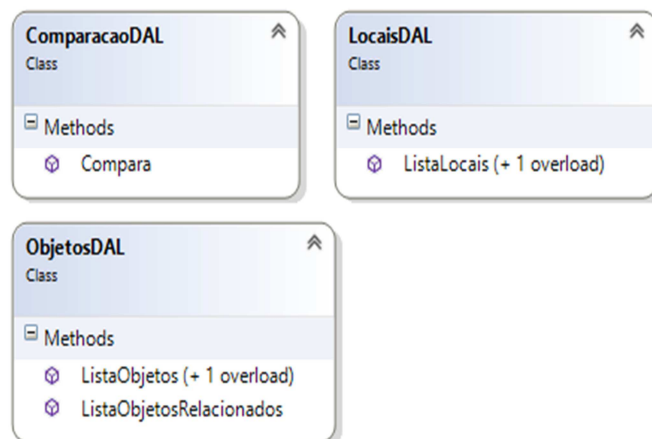 ComparacaoDAL
Class
Methods
Compara
LocaisDAL
Class
Methods
ListaLocais (+ 1 overload)
ObjetosDAL
Class
Methods
ListaObjetos (+ 1 overload)
ListaObjetosRelacionados